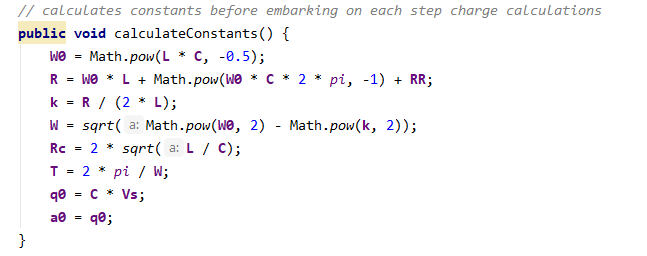 // calculates constants before embarking on each step charge calculations
public void calculateConstants() {
W0 = Math.pow(L * C, -0.5);
R = W0 * L + Math.pow(W0 * C * 2 * pi, -1) + RR;
k = R / (2 * L);
W = sqrt( a: Math.pow(W0, 2) - Math.pow(k, 2));
Rc = 2 * sqrt( a: L / C);
T = 2 * pi / W;
q0 = C * Vs;
a0 = q0;
}